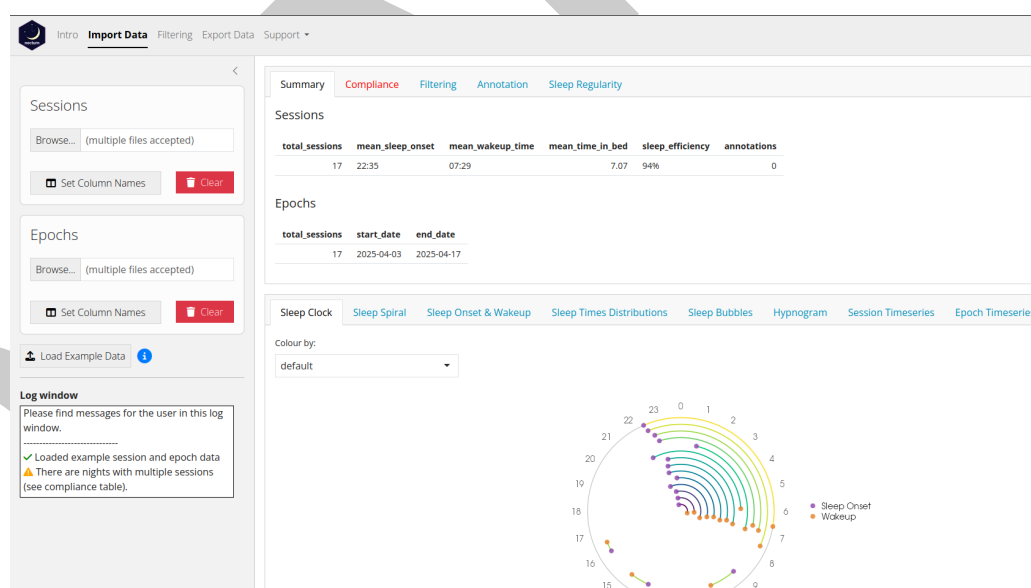 Intro Import Data Filtering Export Data Support
Sessions
Browse... (multiple files accepted)
Set Column Names Clear
Epochs
Browse... (multiple files accepted)
Set Column Names Clear
Load Example Data
Log window
Please find messages for the user in this log
window.
------------------------------
Loaded example session and epoch data
There are nights with multiple sessions
(see compliance table).
Summary Compliance Filtering Annotation Sleep Regularity
Sessions
total_sessions mean_sleep_onset mean_wakeup_time mean_time_in_bed sleep_efficiency annotations
17 22:35 07:29 7.07 94% 0
Epochs
total_sessions start_date end_date
17 2025-04-03 2025-04-17
Sleep Clock Sleep Spiral Sleep Onset & Wakeup Sleep Times Distributions Sleep Bubbles Hypnogram Session Timeseries Epoch Timeseries
Colour by:
default
0
23 1
22 2
21 3
20 4
19 5
18 6
17 7
16 8
15 9
Sleep Onset
Wakeup